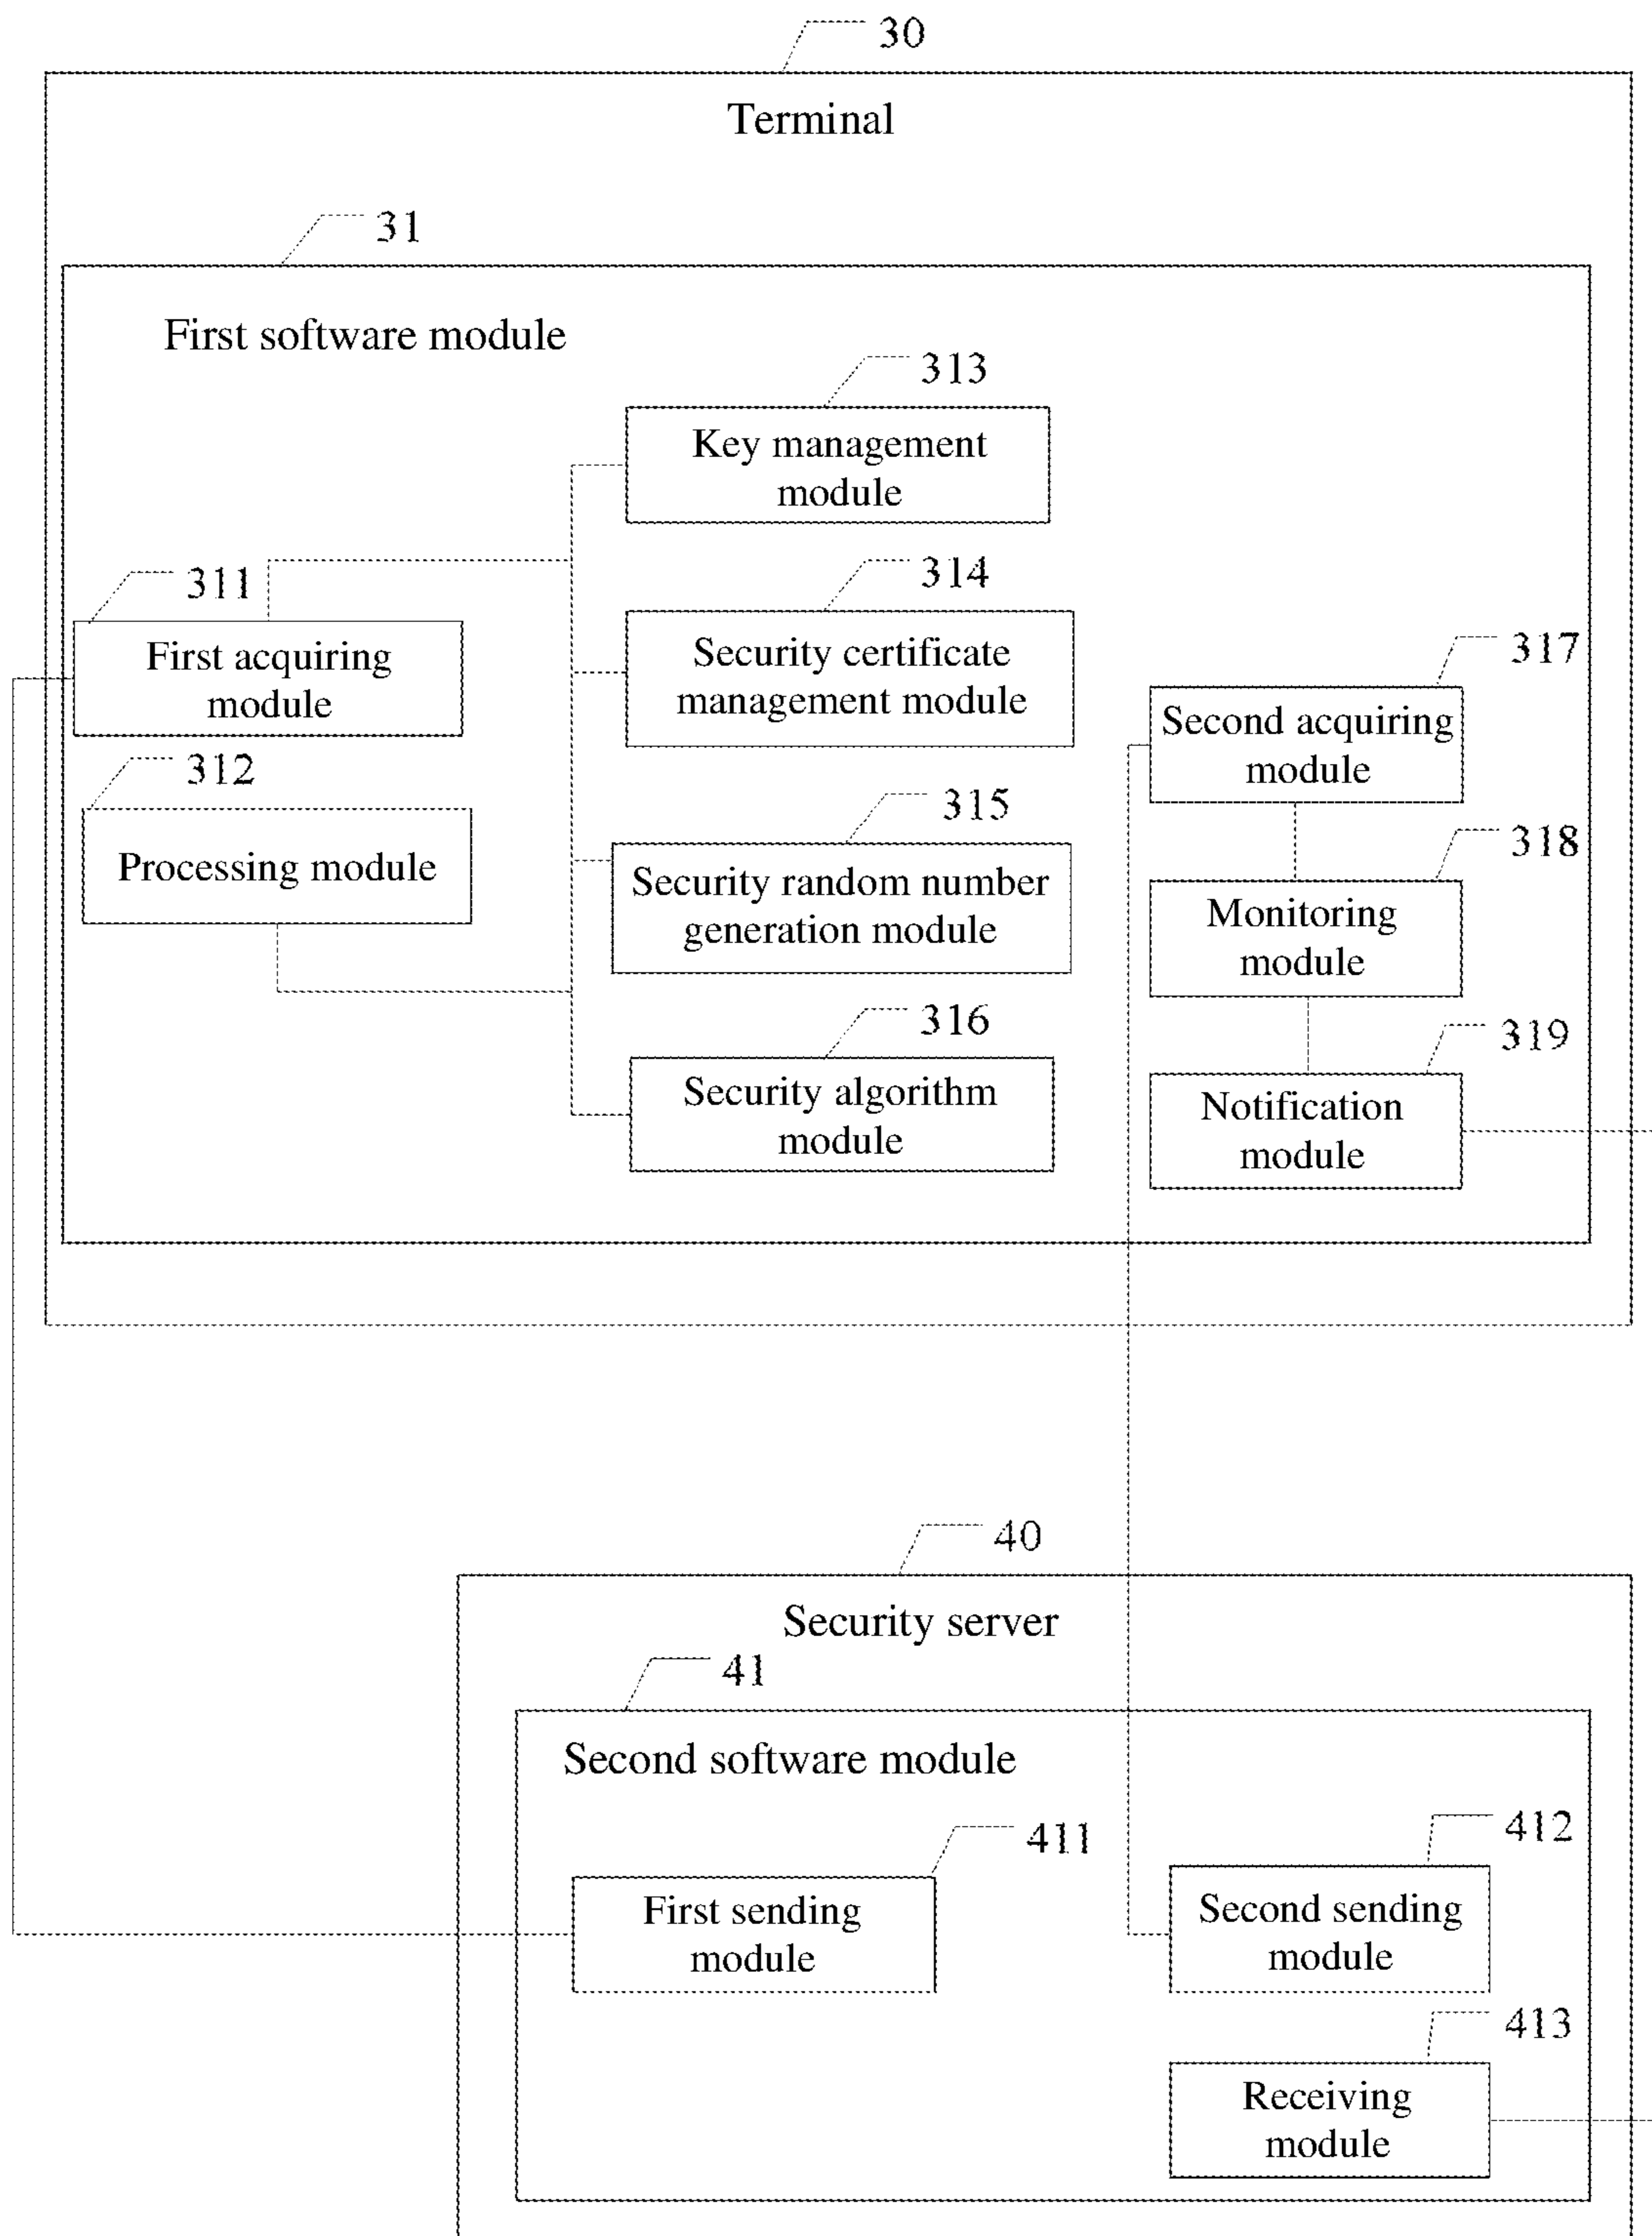 30
Terminal
31
First software module
313
Key management
module
311
First acquiring
module
314
Security certificate
management module
317
Second acquiring
module
312
Processing module
315
Security random number
generation module
318
Monitoring
module
316
Security algorithm
module
319
Notification
module
40
Security server
41
Second software module
411
First sending
module
412
Second sending
module
413
Receiving
module